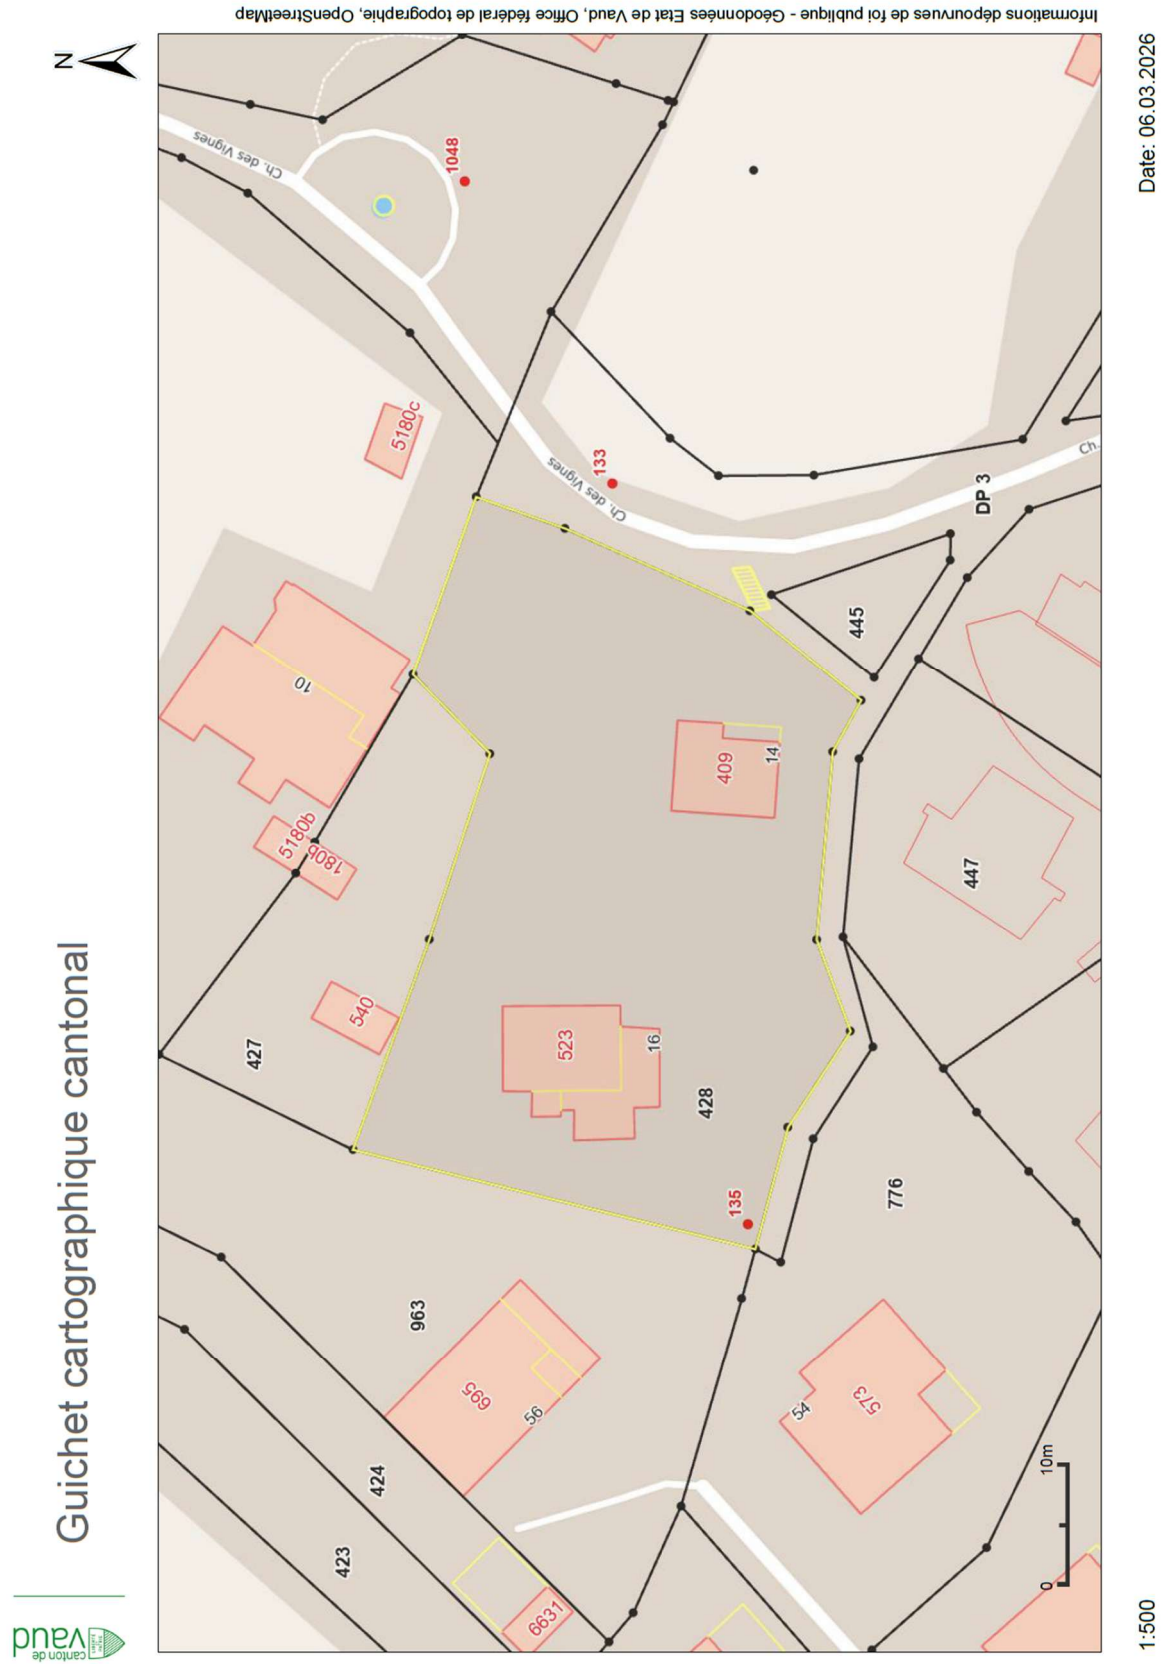 canton de
vaud
Guichet cartographique cantonal
N
Ch. des Vignes
1048
5180c
133
Ch. des Vignes
Ch.
DP 3
10
5180b
180b
445
409
14
447
540
427
523
16
428
135
776
963
695
56
573
54
424
423
6631
0
10m
1:500
Date: 06.03.2026
Informations dépourvues de foi publique - Géodonnées Etat de Vaud, Office fédéral de topographie, OpenStreetMap